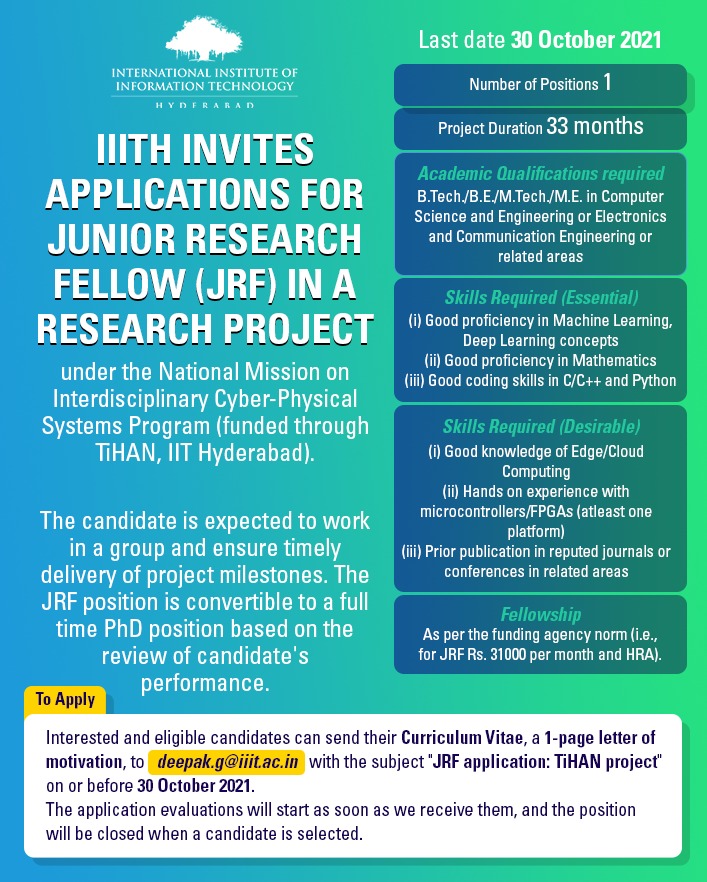 INTERNATIONAL INSTITUTE OF
INFORMATION TECHNOLOGY
HYDERABAD
IIITH INVITES
APPLICATIONS FOR
JUNIOR RESEARCH
FELLOW (JRF) IN A
RESEARCH PROJECT
under the National Mission on
Interdisciplinary Cyber-Physical
Systems Program (funded through
TiHAN, IIT Hyderabad).
The candidate is expected to work
in a group and ensure timely
delivery of project milestones. The
JRF position is convertible to a full
time PhD position based on the
review of candidate's
performance.
Last date 30 October 2021
Number of Positions 1
Project Duration 33 months
Academic Qualifications required
B.Tech./B.E./M.Tech./M.E. in Computer
Science and Engineering or Electronics
and Communication Engineering or
related areas
Skills Required (Essential)
(i) Good proficiency in Machine Learning,
Deep Learning concepts
(ii) Good proficiency in Mathematics
(iii) Good coding skills in C/C++ and Python
Skills Required (Desirable)
(i) Good knowledge of Edge/Cloud
Computing
(ii) Hands on experience with
microcontrollers/FPGAs (atleast one
platform)
(iii) Prior publication in reputed journals or
conferences in related areas
Fellowship
As per the funding agency norm (i.e.,
for JRF Rs. 31000 per month and HRA).
To Apply
Interested and eligible candidates can send their Curriculum Vitae, a 1-page letter of
motivation, to deepak.g@iiit.ac.in with the subject "JRF application: TiHAN project"
on or before 30 October 2021.
The application evaluations will start as soon as we receive them, and the position
will be closed when a candidate is selected.